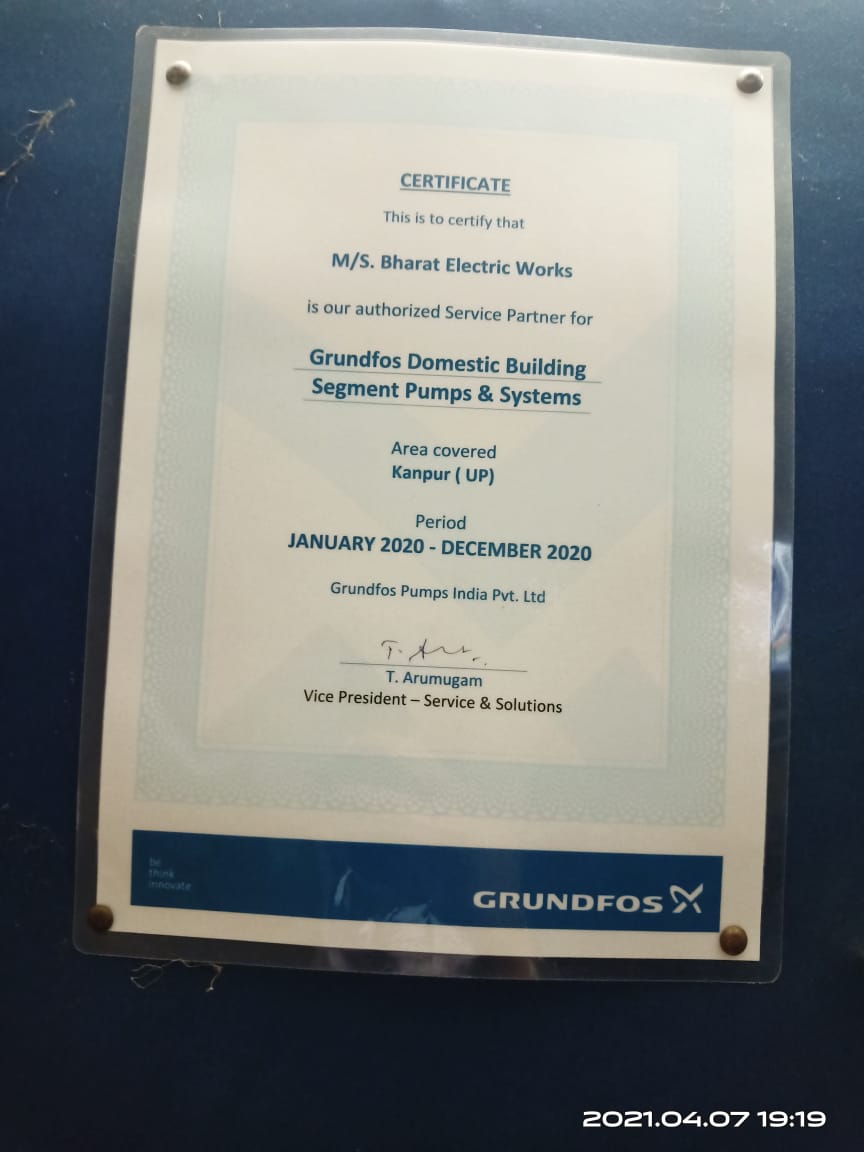 CERTIFICATE
This is to certify that
M/S. Bharat Electric Works
is our authorized Service Partner for
Grundfos Domestic Building
Segment Pumps & Systems
Area covered
Kanpur ( UP)
Period
JANUARY 2020 - DECEMBER 2020
Grundfos Pumps India Pvt. Ltd
T. Arumugam
Vice President – Service & Solutions
be
think
innovate
GRUNDFOS
2021.04.07 19:19